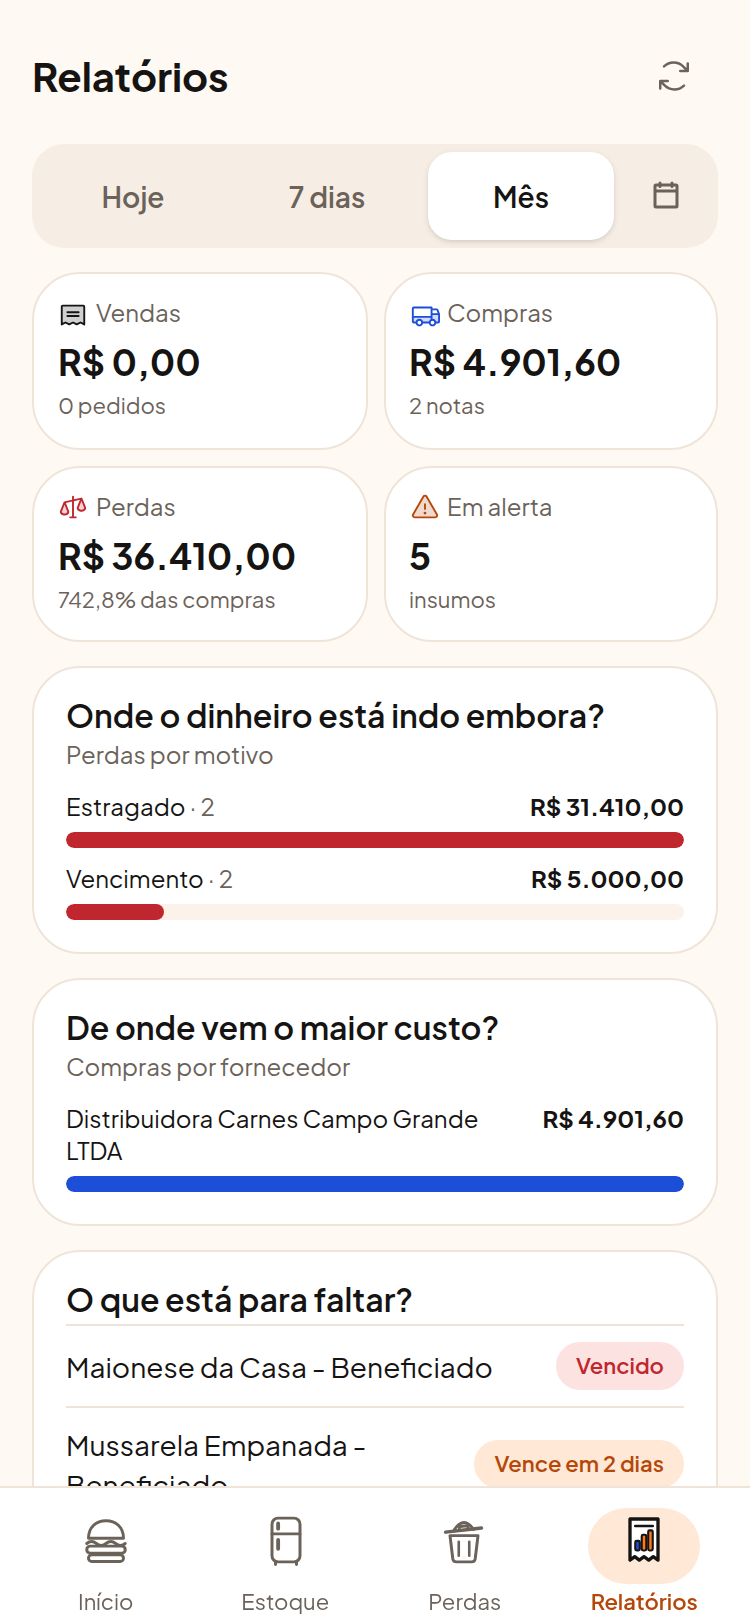 Relatórios
Hoje
7 dias
Mês
Vendas
R$ 0,00
0 pedidos
Compras
R$ 4.901,60
2 notas
Perdas
R$ 36.410,00
742,8% das compras
Em alerta
5
insumos
Onde o dinheiro está indo embora?
Perdas por motivo
Estragado · 2
R$ 31.410,00
Vencimento · 2
R$ 5.000,00
De onde vem o maior custo?
Compras por fornecedor
Distribuidora Carnes Campo Grande
LTDA
R$ 4.901,60
O que está para faltar?
Maionese da Casa - Beneficiado
Vencido
Mussarela Empanada -
Beneficiado
Vence em 2 dias
Início
Estoque
Perdas
Relatórios